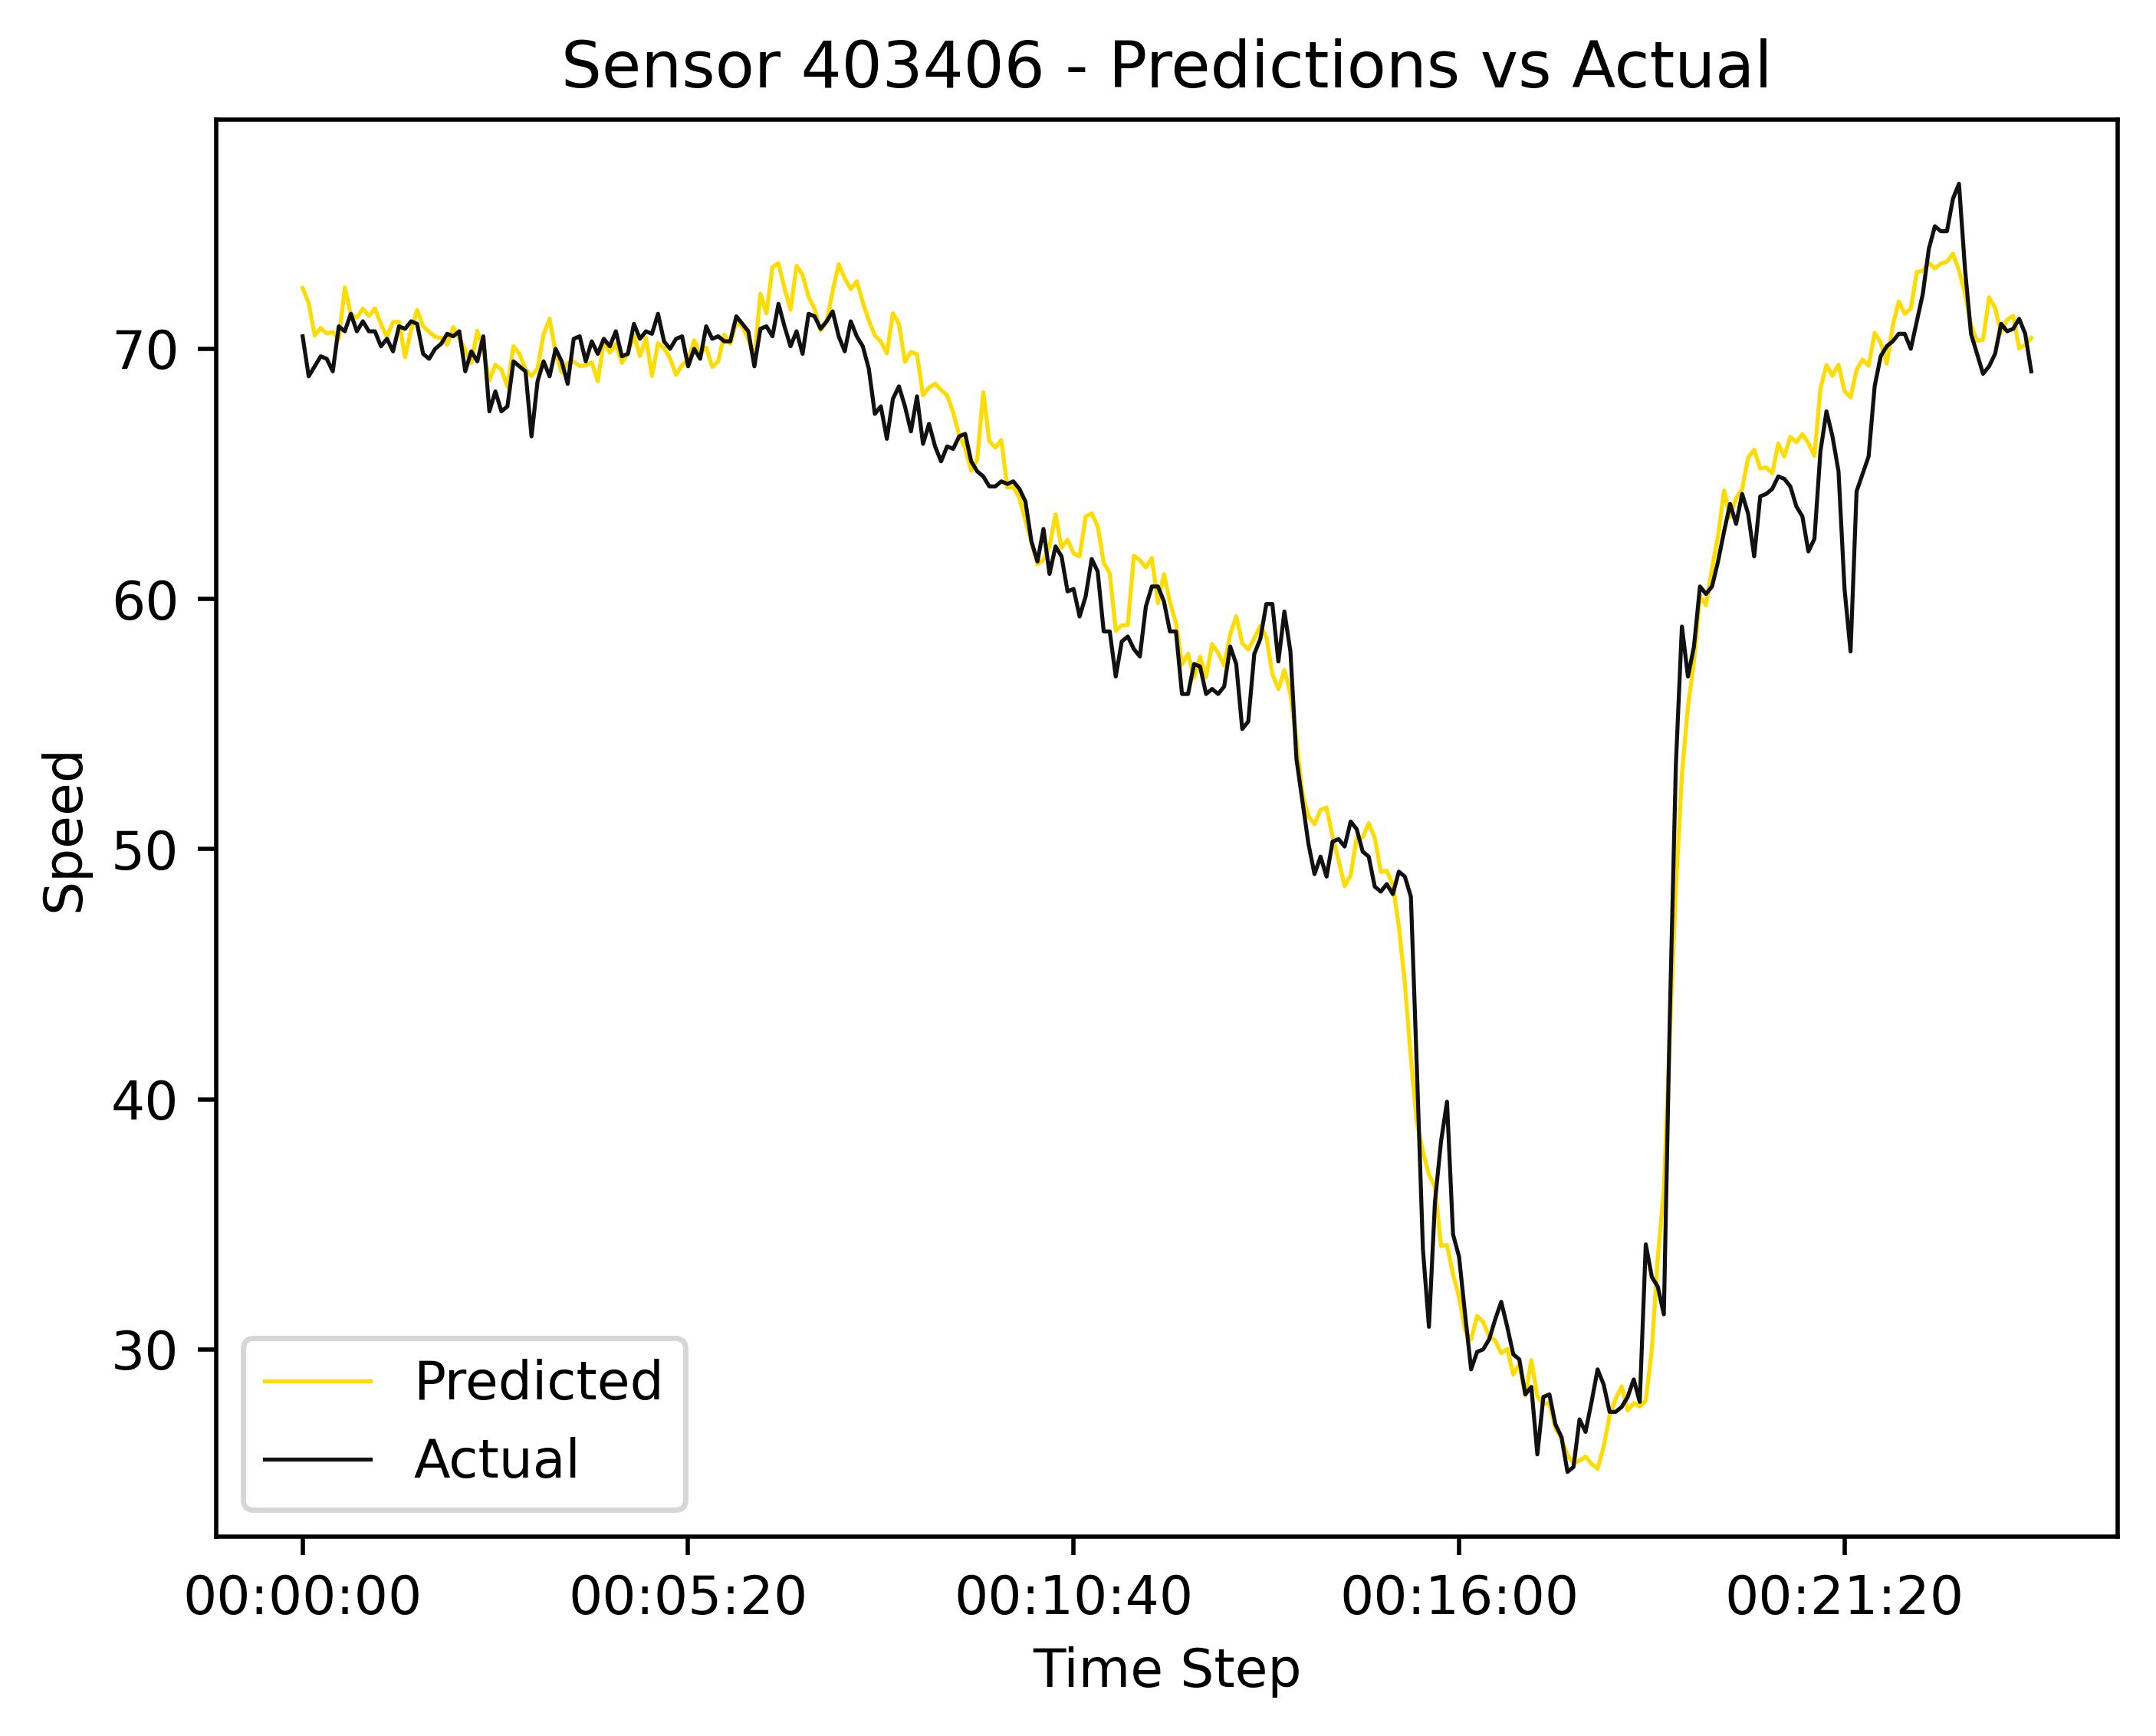 Sensor 403406 - Predictions vs Actual
Speed
70
60
50
40
30
Predicted
Actual
00:00:00 00:05:20 00:10:40 00:16:00 00:21:20
Time Step